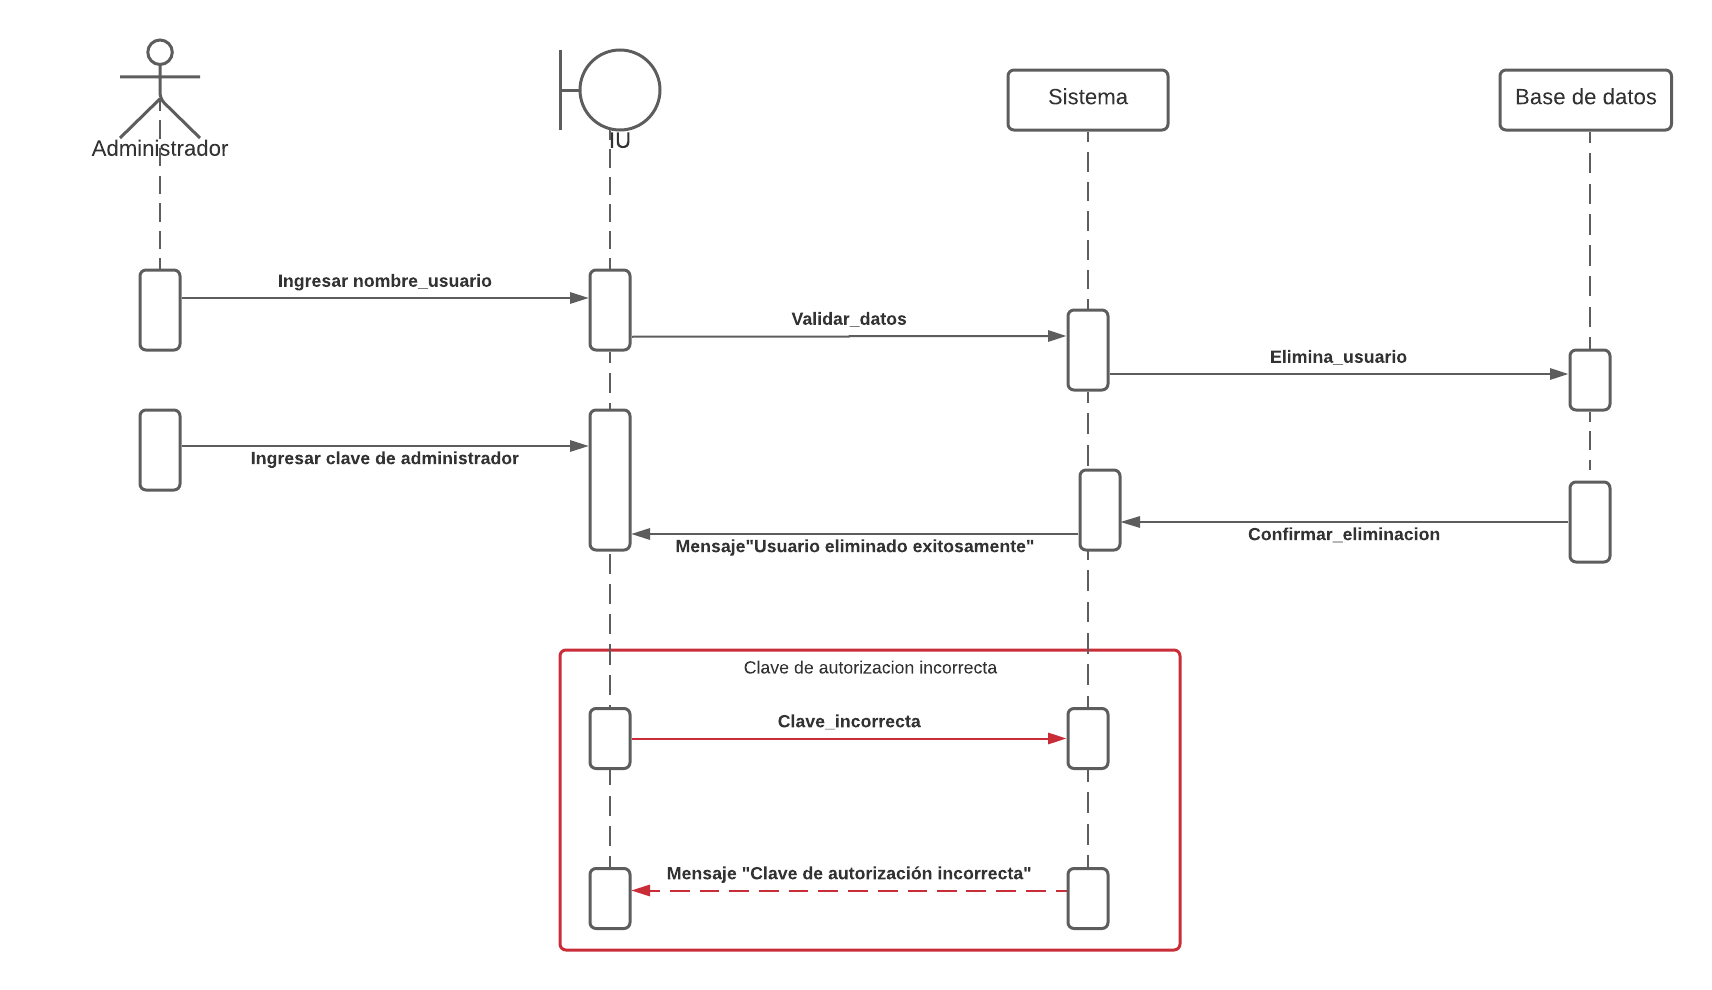 Administrador
IU
Sistema
Base de datos
Ingresar nombre_usuario
Validar_datos
Elimina_usuario
Ingresar clave de administrador
Confirmar_eliminacion
Mensaje"Usuario eliminado exitosamente"
Clave de autorizacion incorrecta
Clave_incorrecta
Mensaje "Clave de autorización incorrecta"